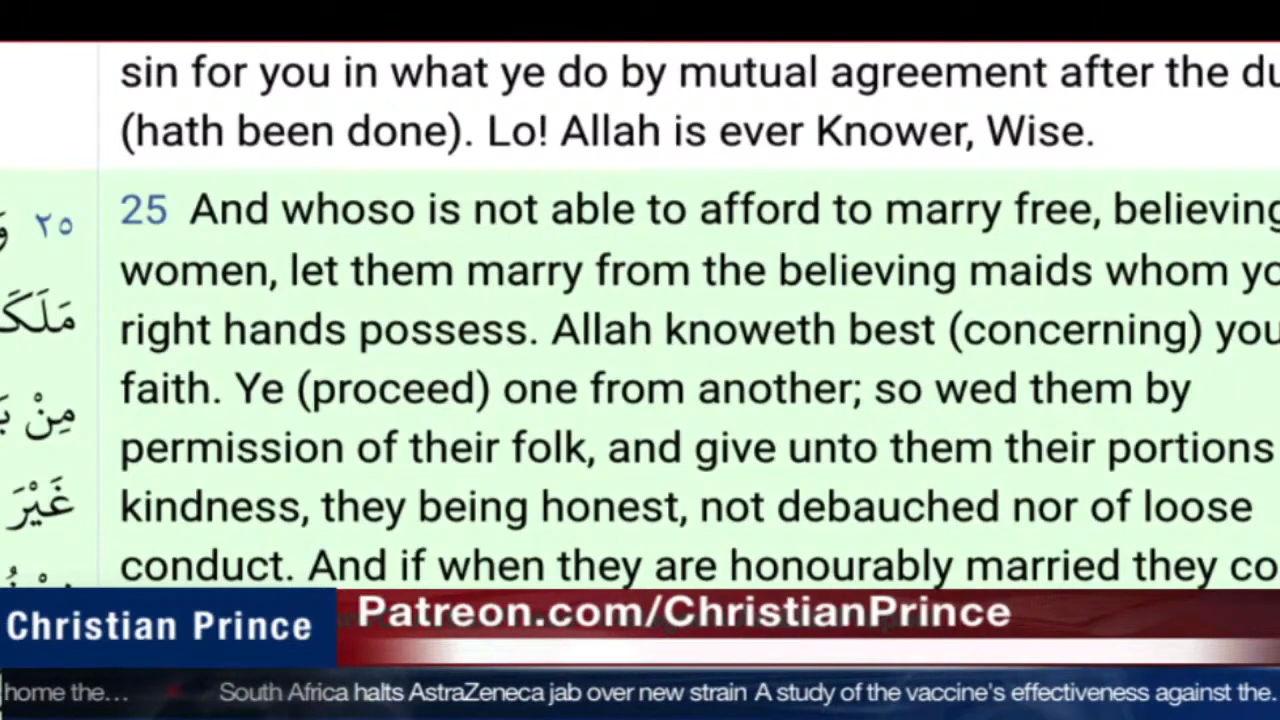 sin for you in what ye do by mutual agreement after the
(hath been done). Lo! Allah is ever Knower, Wise.
٢٥ 25 And whoso is not able to afford to marry free, believing
women, let them marry from the believing maids whom
right hands possess. Allah knoweth best (concerning)
faith. Ye (proceed) one from another; so wed them by
مِنْ
permission of their folk, and give unto them their portions
غَيْرَ
kindness, they being honest, not debauched nor of loose
conduct. And if when they are honourably married they
Christian Prince
Patreon.com/ChristianPrince
home the... South Africa halts AstraZeneca jab over new strain A study of the vaccine's effectiveness against the.